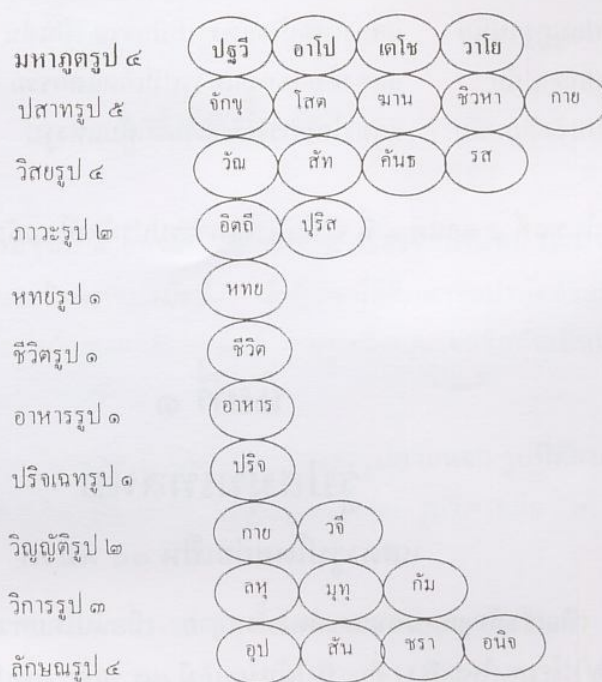 มหาภูตรูป ๔ ปฐวี อาโป เตโช วาโย
ปสาทรูป ๕ จักขุ โสต ฆาน ชิวหา กาย
วิสยรูป ๔ วัณ สัท คันธ รส
ภาวะรูป ๒ อิตถี ปุริส
หทยรูป ๑ หทย
ชีวิตรูป ๑ ชีวิต
อาหารรูป ๑ อาหาร
ปริจเฉทรูป ๑ ปริจ
วิญญัติรูป ๒ กาย วจี
วิการรูป ๓ ลหุ มุทุ กัม
ลักษณรูป ๔ อุป สัน ชรา อนิจ